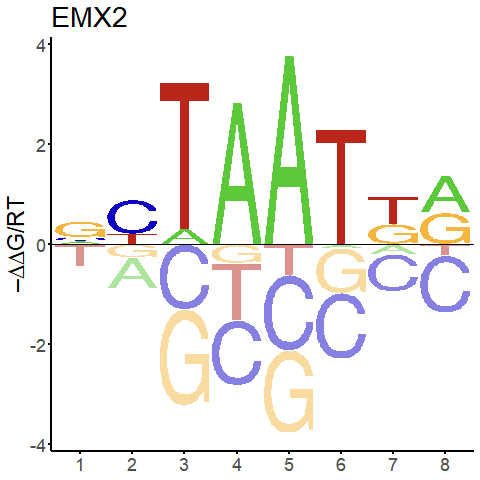 EMX2
−ΔΔG/RT
4
2
0
-2
-4
G C T A A T T A
C T A G G
T G C G T G A T
A G T C C C C
G C G
1 2 3 4 5 6 7 8